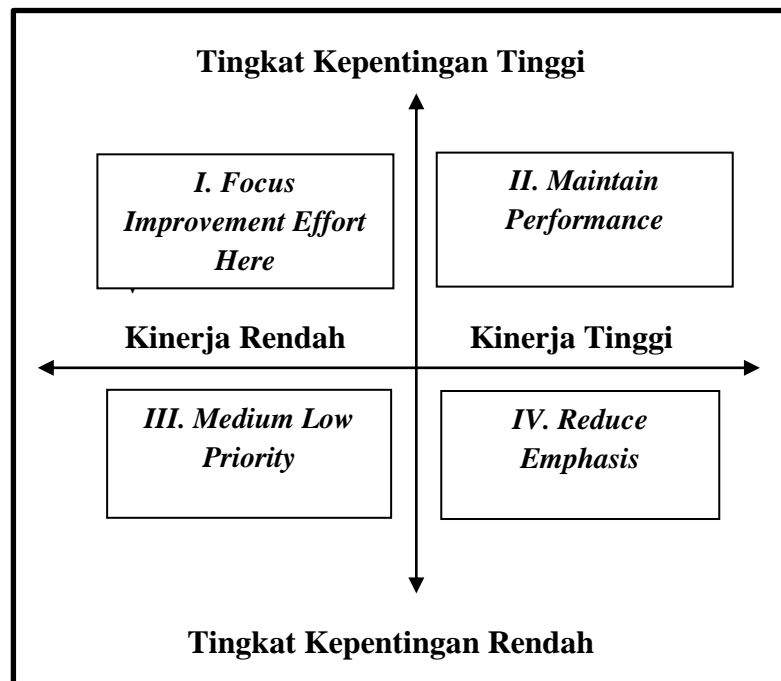 Tingkat Kepentingan Tinggi
I. Focus
Improvement Effort
Here
II. Maintain
Performance
Kinerja Rendah
Kinerja Tinggi
III. Medium Low
Priority
IV. Reduce
Emphasis
Tingkat Kepentingan Rendah